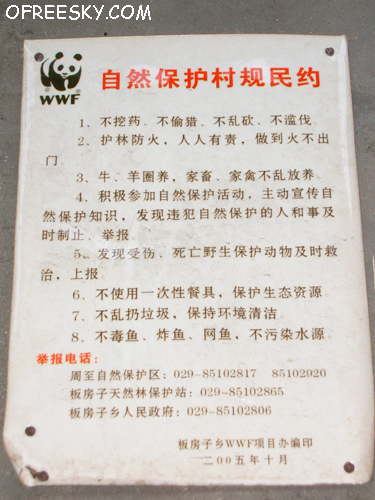 OFREESKY.COM
WWF
自然保护村规民约
1、不挖药、不偷猎、不乱砍、不滥伐。
2、护林防火，人人有责，做到火不出
门。
3、牛、羊圈养，家畜、家禽不乱放养。
4、积极参加自然保护活动，主动宣传自
然保护知识，发现违犯自然保护的人和事及
时制止、举报。
5、发现受伤、死亡野生保护动物及时救
治，上报。
6、不使用一次性餐具，保护生态资源。
7、不乱扔垃圾，保持环境清洁。
8、不毒鱼、炸鱼、网鱼，不污染水源。
举报电话：
周至自然保护区：029-85102817 85102920
板房子天然林保护站：029-85102865
板房子乡人民政府：029-85102806
板房子乡WWF项目办编印
二00五年十月